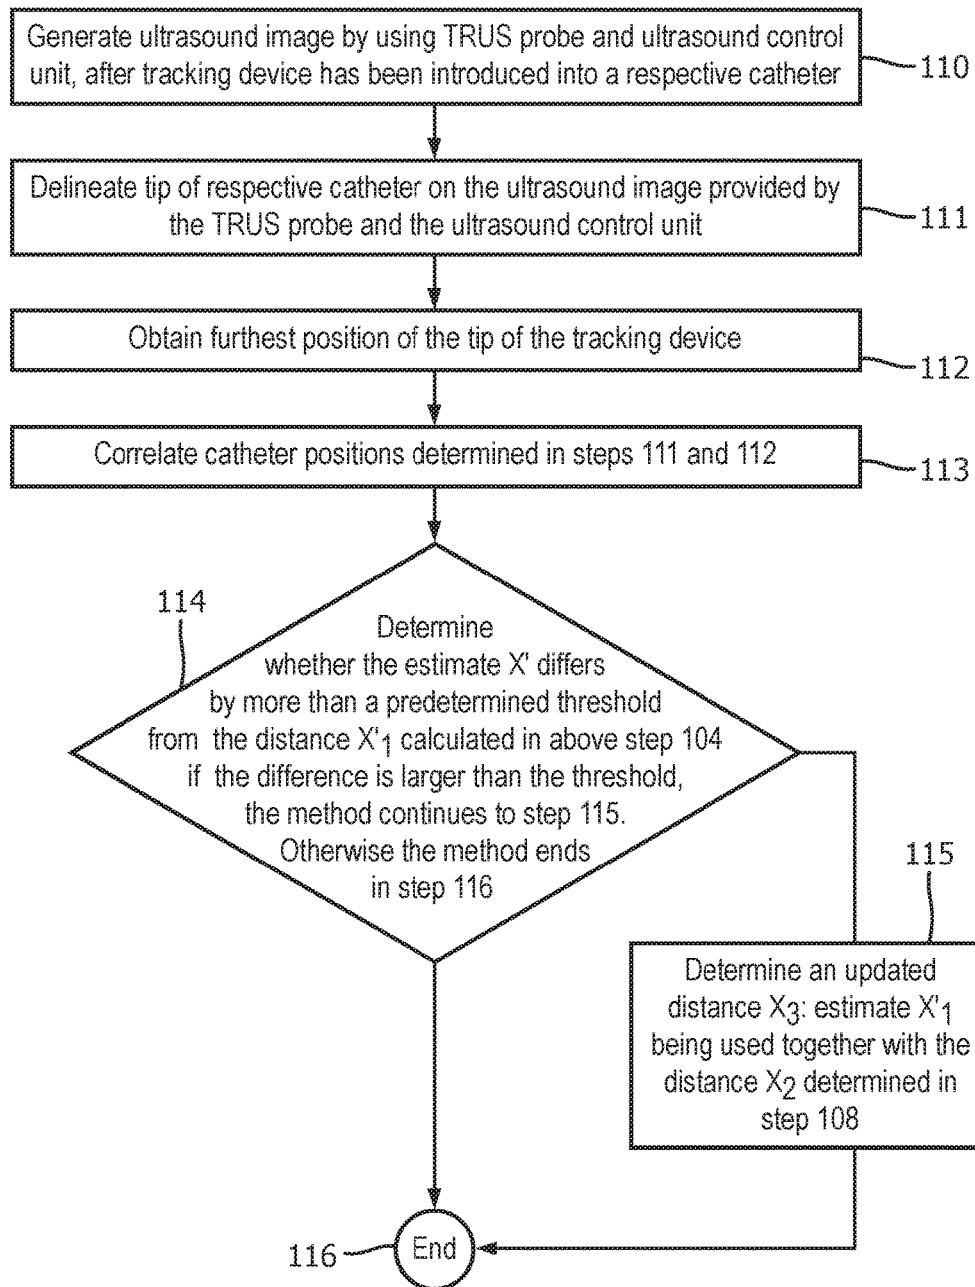 Generate ultrasound image by using TRUS probe and ultrasound control
unit, after tracking device has been introduced into a respective catheter
110
Delineate tip of respective catheter on the ultrasound image provided by
the TRUS probe and the ultrasound control unit
111
Obtain furthest position of the tip of the tracking device
112
Correlate catheter positions determined in steps 111 and 112
113
114
Determine
whether the estimate X' differs
by more than a predetermined threshold
from the distance X'1 calculated in above step 104
if the difference is larger than the threshold,
the method continues to step 115.
Otherwise the method ends
in step 116
115
Determine an updated
distance X3: estimate X'1
being used together with the
distance X2 determined in
step 108
116
End